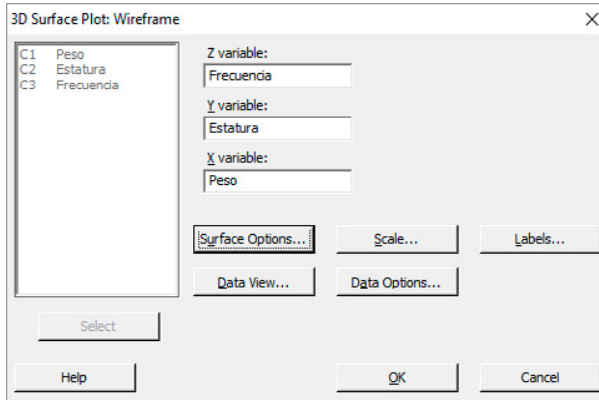 3D Surface Plot: Wireframe
C1 Peso
C2 Estatura
C3 Frecuencia
Z variable:
Frecuencia
Y variable:
Estatura
X variable:
Peso
Surface Options...
Scale...
Labels...
Data View...
Data Options...
Select
Help
OK
Cancel